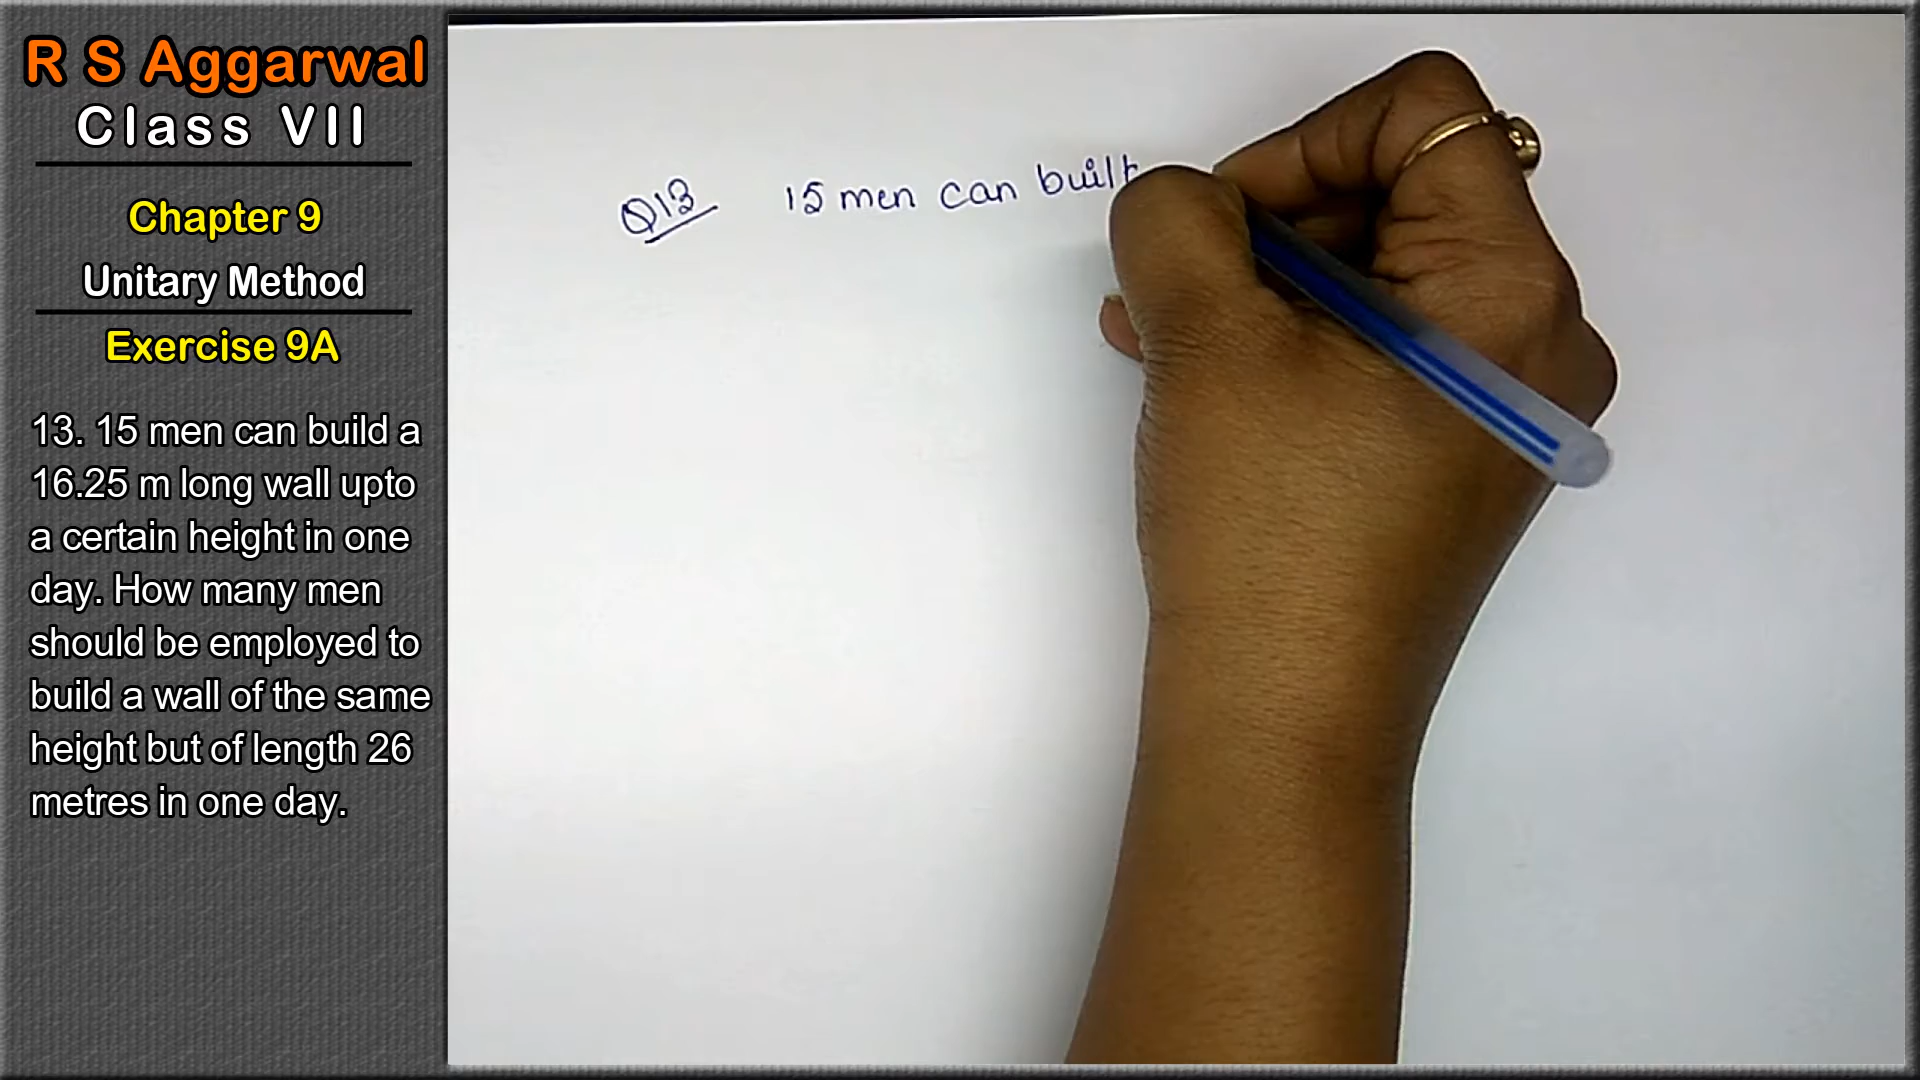 R S Aggarwal
Class VII
Chapter 9
Unitary Method
Exercise 9A
13. 15 men can build a
16.25 m long wall upto
a certain height in one
day. How many men
should be employed to
build a wall of the same
height but of length 26
metres in one day.
Q13 15 men can built